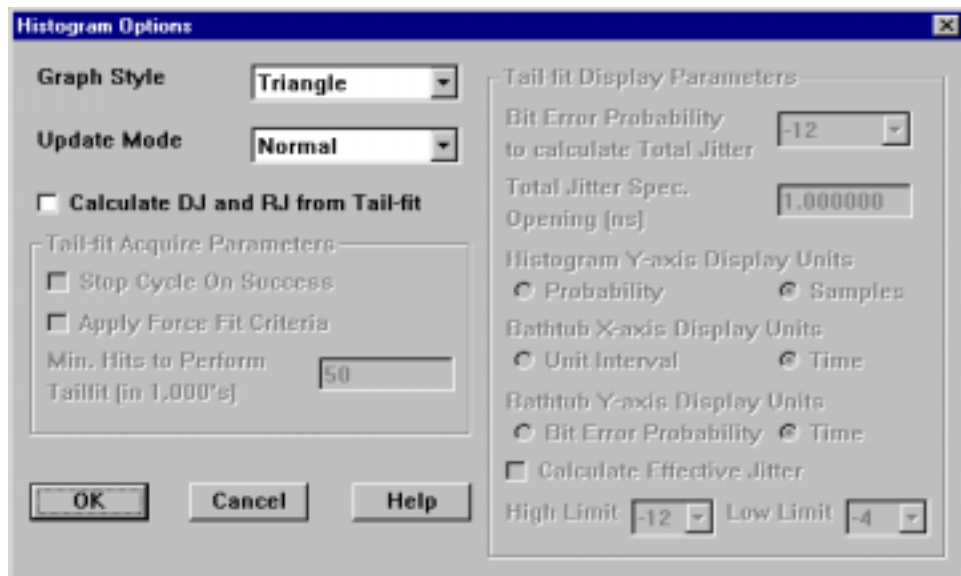 Histogram Options
Graph Style
Triangle
Update Mode
Normal
Calculate DJ and RJ from Tail-fit
Tail-fit Acquire Parameters
Stop Cycle On Success
Apply Force Fit Criteria
Min. Hits to Perform
Tailfit (in 1,000's)
50
OK
Cancel
Help
Tail-fit Display Parameters
Bit Error Probability
to calculate Total Jitter
-12
Total Jitter Spec.
Opening (ns)
1.000000
Histogram Y-axis Display Units
Probability
Samples
Bathtub X-axis Display Units
Unit Interval
Time
Bathtub Y-axis Display Units
Bit Error Probability
Time
Calculate Effective Jitter
High Limit
-12
Low Limit
-4